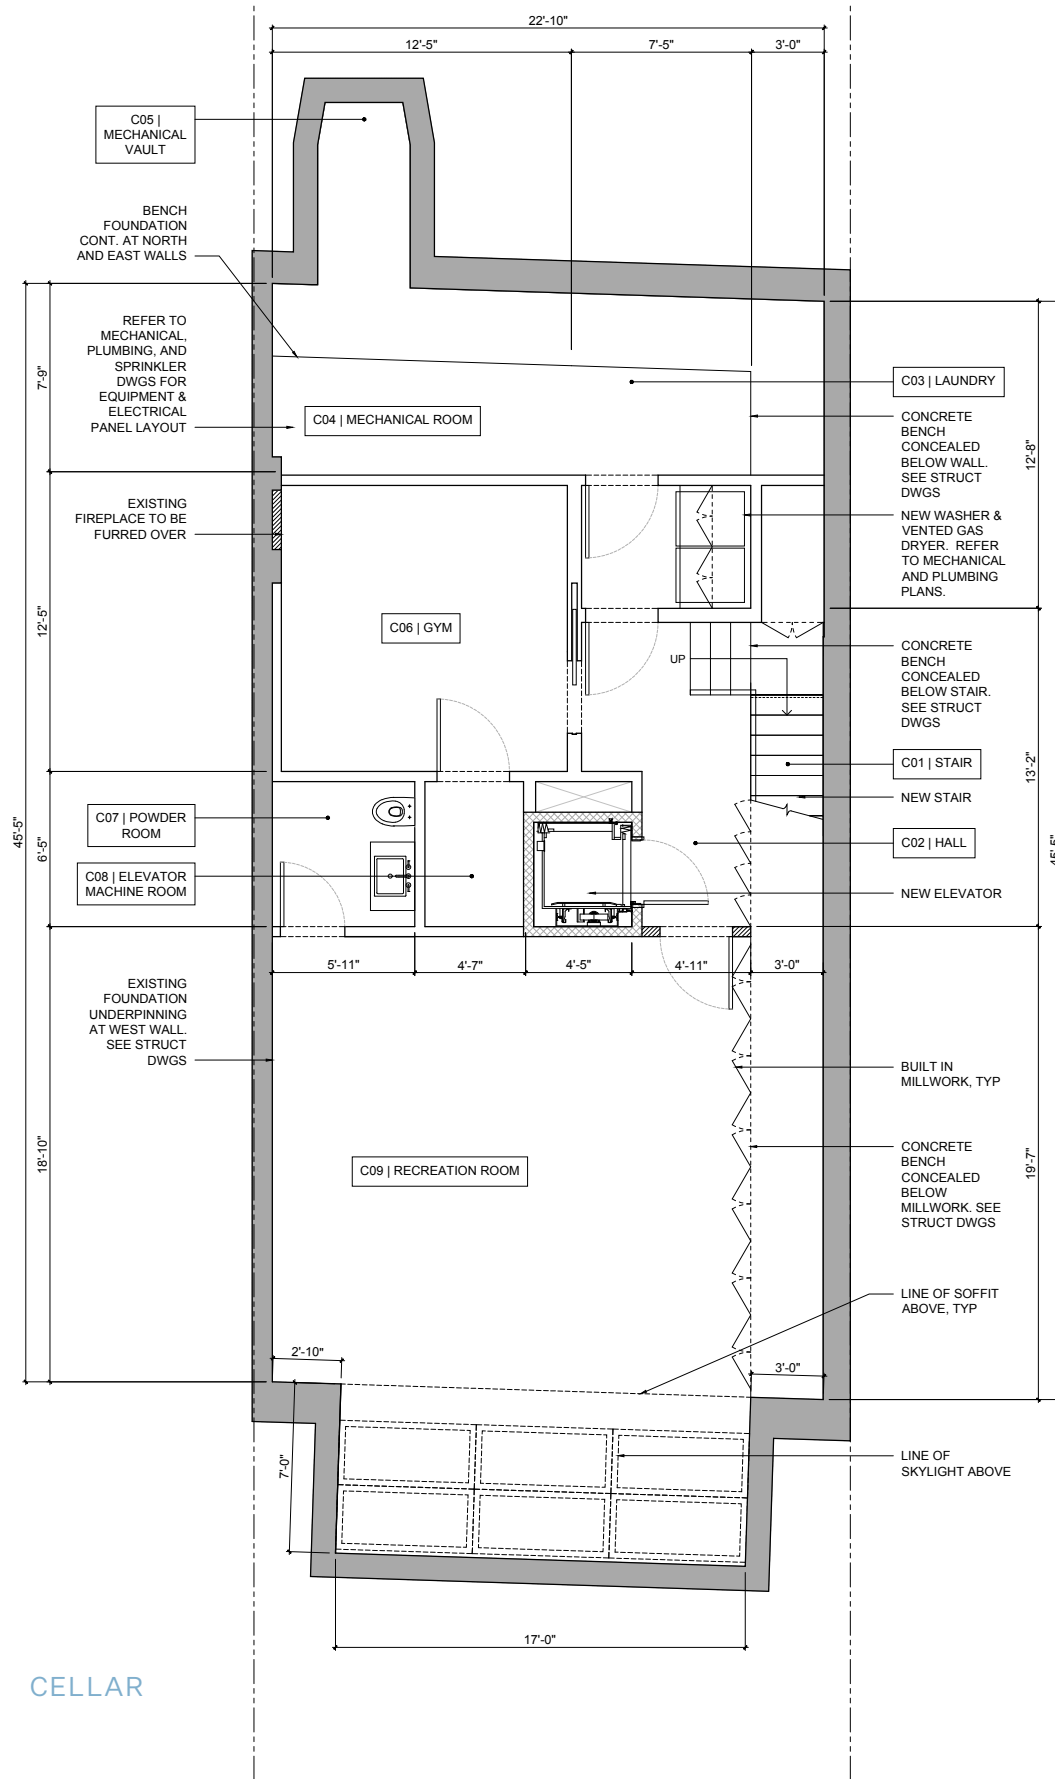 22'-10"
12'-5"
7'-5"
3'-0"
C05 |
MECHANICAL
VAULT
BENCH
FOUNDATION
CONT. AT NORTH
AND EAST WALLS
REFER TO
MECHANICAL,
PLUMBING, AND
SPRINKLER
DWGS FOR
EQUIPMENT &
ELECTRICAL
PANEL LAYOUT
7'-9"
C03 | LAUNDRY
C04 | MECHANICAL ROOM
CONCRETE
BENCH
CONCEALED
BELOW WALL.
SEE STRUCT
DWGS
12'-8"
EXISTING
FIREPLACE TO BE
FURRED OVER
NEW WASHER &
VENTED GAS
DRYER. REFER
TO MECHANICAL
AND PLUMBING
PLANS.
12'-5"
C06 | GYM
UP
CONCRETE
BENCH
CONCEALED
BELOW STAIR.
SEE STRUCT
DWGS
C01 | STAIR
13'-2"
NEW STAIR
45'-5"
C07 | POWDER
ROOM
6'-5"
C02 | HALL
45'-5"
C08 | ELEVATOR
MACHINE ROOM
NEW ELEVATOR
5'-11"
4'-7"
4'-5"
4'-11"
3'-0"
EXISTING
FOUNDATION
UNDERPINNING
AT WEST WALL.
SEE STRUCT
DWGS
BUILT IN
MILLWORK, TYP
18'-10"
C09 | RECREATION ROOM
CONCRETE
BENCH
CONCEALED
BELOW
MILLWORK. SEE
STRUCT DWGS
19'-7"
LINE OF SOFFIT
ABOVE, TYP
2'-10"
3'-0"
7'-0"
LINE OF
SKYLIGHT ABOVE
17'-0"
CELLAR